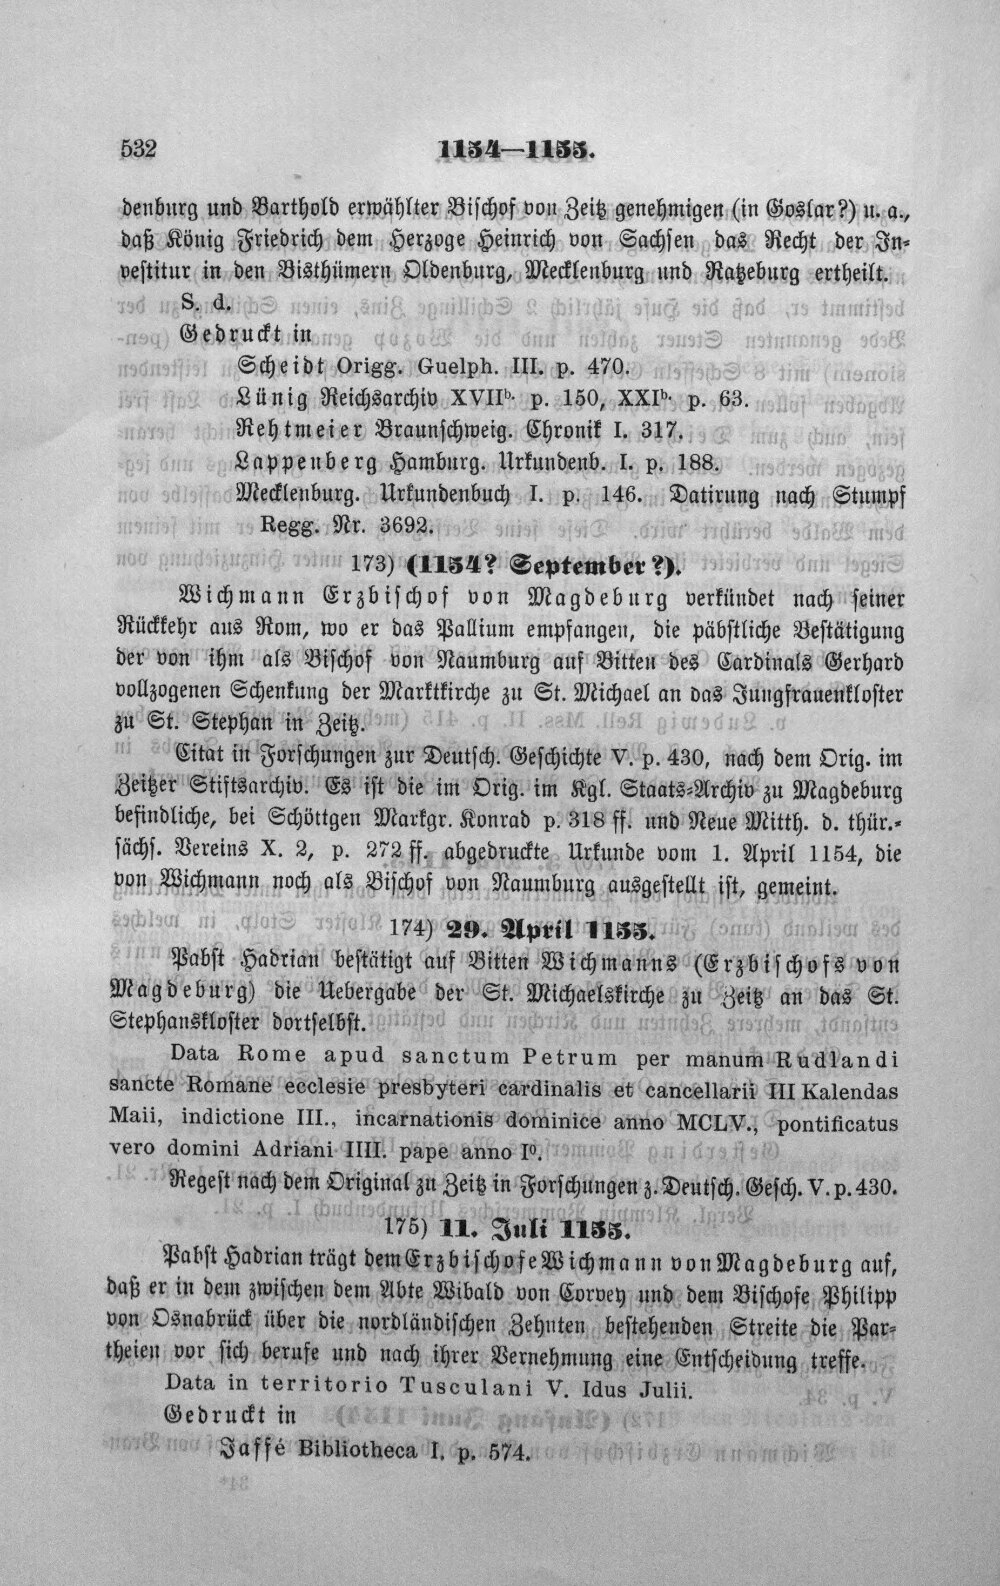 532
1154—1155.
denburg und Barthold erwählter Bischof von Zeitz genehmigen (in Goslar?) u. a.,
daß König Friedrich dem Herzoge Heinrich von Sachsen das Recht der In-
vestitur in den Bisthümern Oldenburg, Mecklenburg und Ratzeburg ertheilt.
S. d.
Gedruckt in
Scheidt Origg. Guelph. III. p. 470.
Lünig Reichsarchiv XVIIb. p. 150, XXIb. p. 63.
Rehtmeier Braunschweig. Chronik I. 317.
Lappenberg Hamburg. Urkundenb. I. p. 188.
Mecklenburg. Urkundenbuch I. p. 146. Datirung nach Stumpf
Regg. Nr. 3692.
173) (1154? September?).
Wichmann Erzbischof von Magdeburg verkündet nach seiner
Rückkehr aus Rom, wo er das Pallium empfangen, die päbstliche Bestätigung
der von ihm als Bischof von Naumburg auf Bitten des Cardinals Gerhard
vollzogenen Schenkung der Marktkirche zu St. Michael an das Jungfrauenkloster
zu St. Stephan in Zeitz.
Citat in Forschungen zur Deutsch. Geschichte V. p. 430, nach dem Orig. im
Zeitzer Stiftsarchiv. Es ist die im Orig. im Kgl. Staats-Archiv zu Magdeburg
befindliche, bei Schöttgen Markgr. Konrad p. 318 ff. und Neue Mitth. d. thür.-
sächs. Vereins X. 2, p. 272 ff. abgedruckte Urkunde vom 1. April 1154, die
von Wichmann noch als Bischof von Naumburg ausgestellt ist, gemeint.
174) 29. April 1155.
Pabst Hadrian bestätigt auf Bitten Wichmanns (Erzbischofs von
Magdeburg) die Uebergabe der St. Michaelskirche zu Zeitz an das St.
Stephanskloster dortselbst.
Data Rome apud sanctum Petrum per manum Rudlandi
sancte Romane ecclesie presbyteri cardinalis et cancellarii III Kalendas
Maii, indictione III., incarnationis dominice anno MCLV., pontificatus
vero domini Adriani IIII. pape anno Io.
Regest nach dem Original zu Zeitz in Forschungen z. Deutsch. Gesch. V. p. 430.
175) 11. Juli 1155.
Pabst Hadrian trägt dem Erzbischofe Wichmann von Magdeburg auf,
daß er in dem zwischen dem Abte Wibald von Corvey und dem Bischofe Philipp
von Osnabrück über die nordländischen Zehnten bestehenden Streite die Par-
theien vor sich berufe und nach ihrer Vernehmung eine Entscheidung treffe.
Data in territorio Tusculani V. Idus Julii.
Gedruckt in
Jaffé Bibliotheca I. p. 574.